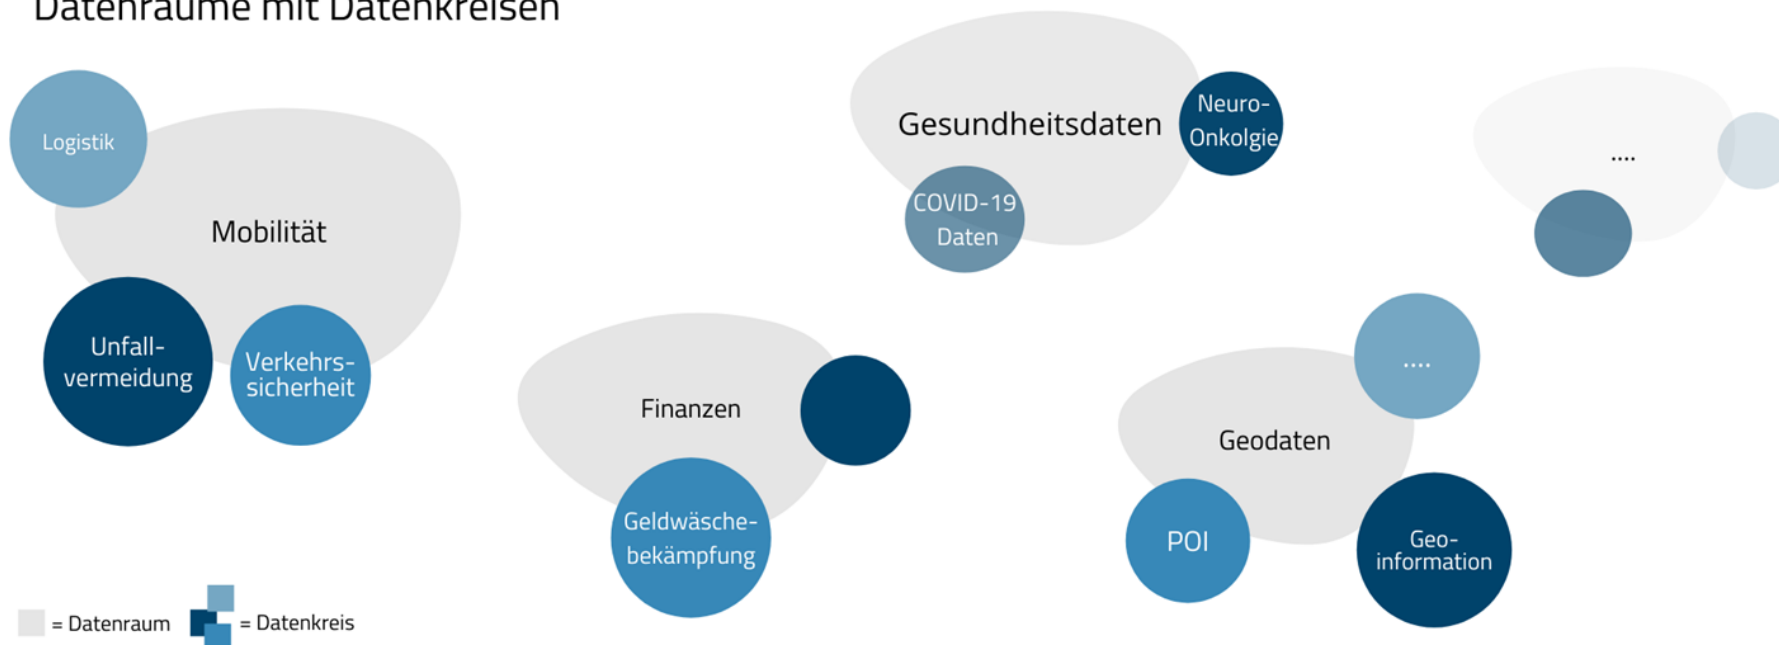 Datenräume mit Datenkreisen
Logistik
Mobilität
Unfall-
vermeidung
Verkehrs-
sicherheit
Finanzen
Geldwäsche-
bekämpfung
Gesundheitsdaten
Neuro-
Onkolgie
COVID-19
Daten
....
....
Geodaten
POI
Geo-
information
= Datenraum
= Datenkreis